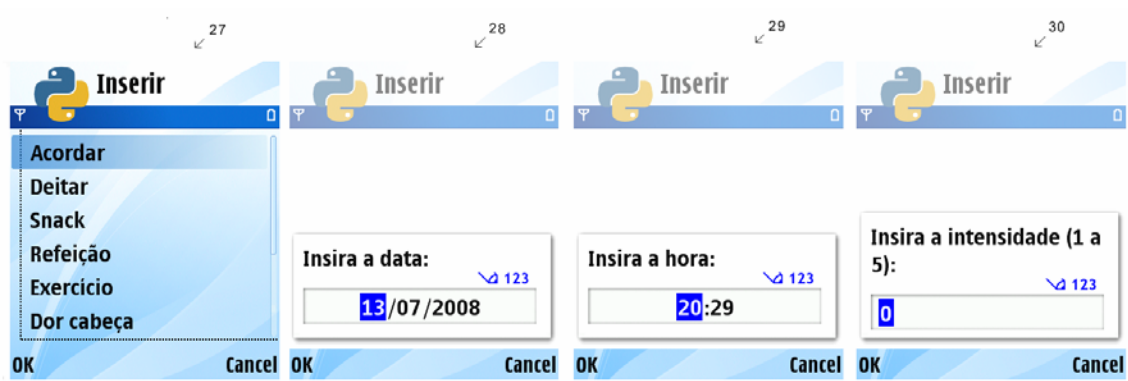 27
Inserir
Acordar
Deitar
Snack
Refeição
Exercício
Dor cabeça
OK Cancel
28
Inserir
Insira a data:
123
13/07/2008
OK Cancel
29
Inserir
Insira a hora:
123
20:29
OK Cancel
30
Inserir
Insira a intensidade (1 a
5):
123
0
OK Cancel